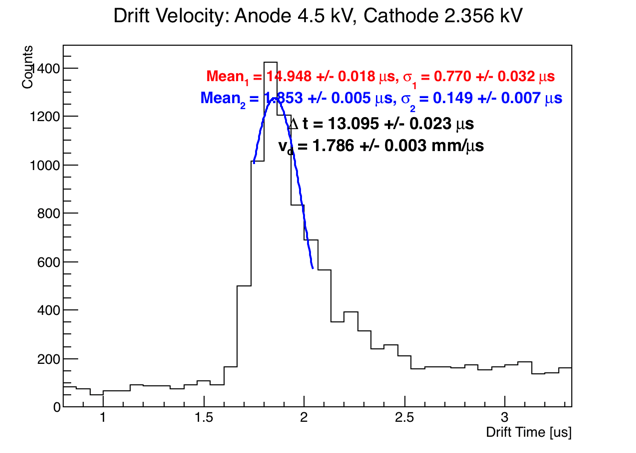 Drift Velocity: Anode 4.5 kV, Cathode 2.356 kV
Counts
1400
1200
1000
800
600
400
200
0
Mean1 = 14.948 +/- 0.018 μs, σ1 = 0.770 +/- 0.032 μs
Mean2 = 1.853 +/- 0.005 μs, σ2 = 0.149 +/- 0.007 μs
Δ t = 13.095 +/- 0.023 μs
vd = 1.786 +/- 0.003 mm/μs
1 1.5 2 2.5 3
Drift Time [us]